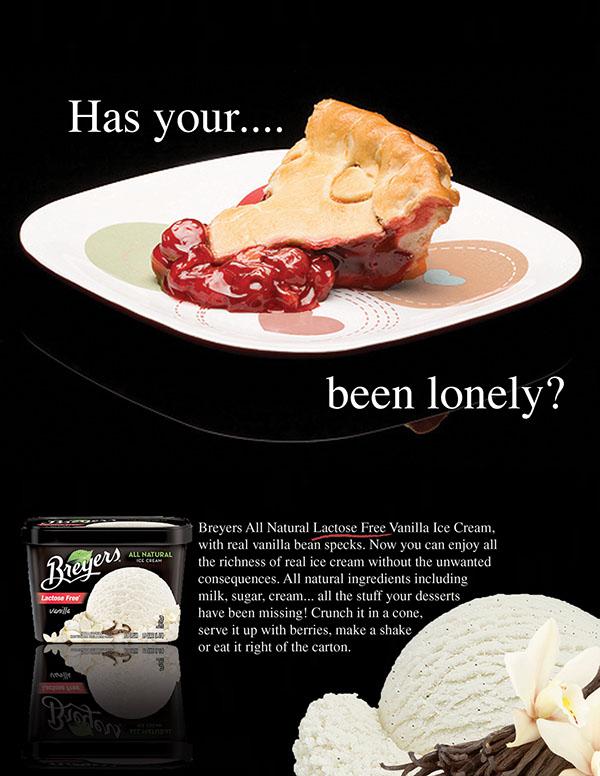 Has your....
been lonely?
Breyers All Natural Lactose Free Vanilla Ice Cream,
with real vanilla bean specks. Now you can enjoy all
the richness of real ice cream without the unwanted
consequences. All natural ingredients including
milk, sugar, cream... all the stuff your desserts
have been missing! Crunch it in a cone,
serve it up with berries, make a shake
or eat it right of the carton.
Breyers
ALL NATURAL
ICE CREAM
Lactose Free
Vanilla